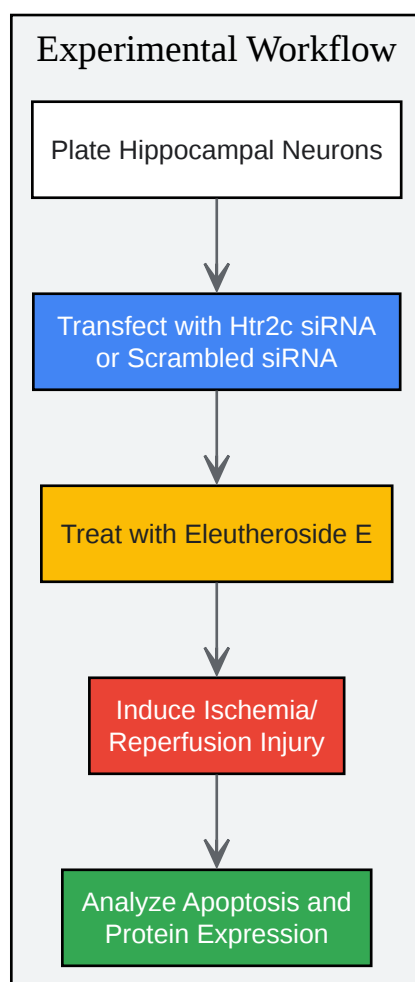 Experimental Workflow
Plate Hippocampal Neurons
Transfect with Htr2c siRNA
or Scrambled siRNA
Treat with Eleutheroside E
Induce Ischemia/
Reperfusion Injury
Analyze Apoptosis and
Protein Expression